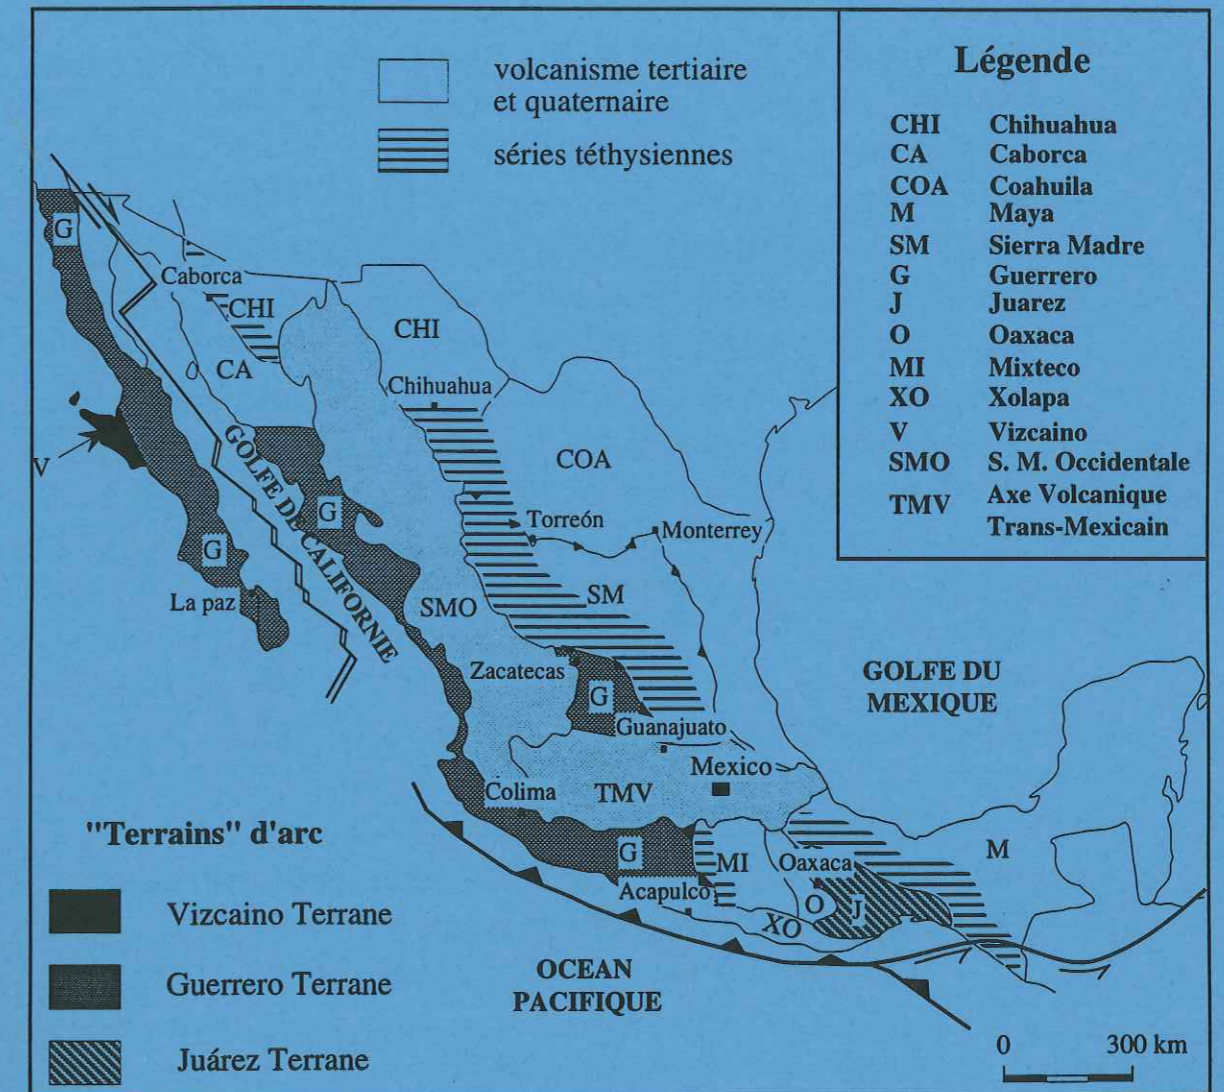 volcanisme tertiaire
et quaternaire
séries téthysiennes
Légende
CHI Chihuahua
CA Caborca
COA Coahuila
M Maya
SM Sierra Madre
G Guerrero
J Juarez
O Oaxaca
MI Mixteco
XO Xolapa
V Vizcaino
SMO S. M. Occidentale
TMV Axe Volcanique
Trans-Mexicain
G
Caborca
CHI
CHI
CA
Chihuahua
V
GOLFE DE CALIFORNIE
COA
G
Torreón
Monterrey
G
La paz
SMO
SM
Zacatecas
G
GOLFE DU
MEXIQUE
Guanajuato
Mexico
Colima
TMV
G
MI
Oaxaca
M
Acapulco
O
J
XO
OCEAN
PACIFIQUE
"Terrains" d'arc
Vizcaino Terrane
Guerrero Terrane
Juárez Terrane
0 300 km